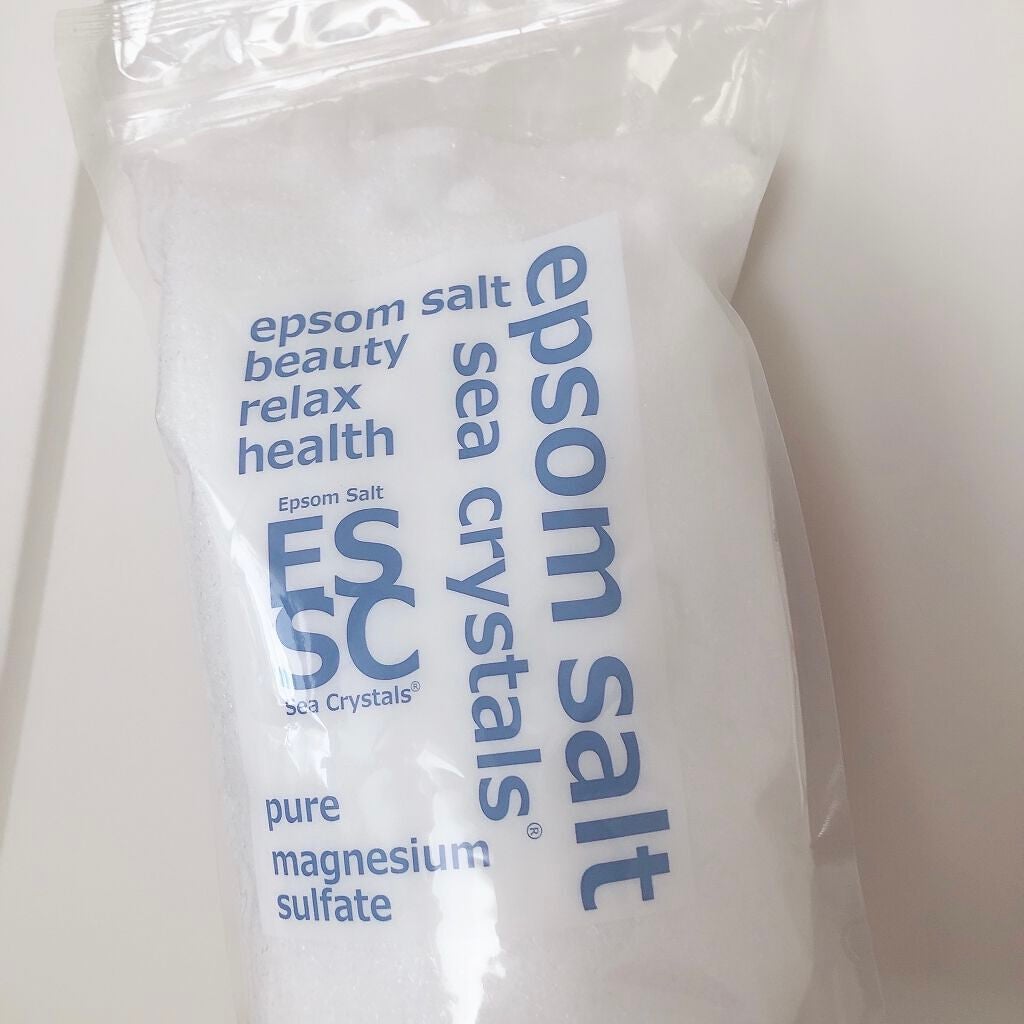 epsom salt
beauty
relax
health
Epsom Salt
ES
SC
Sea Crystals®
pure
magnesium
sulfate
sea crystals®
epsom salt